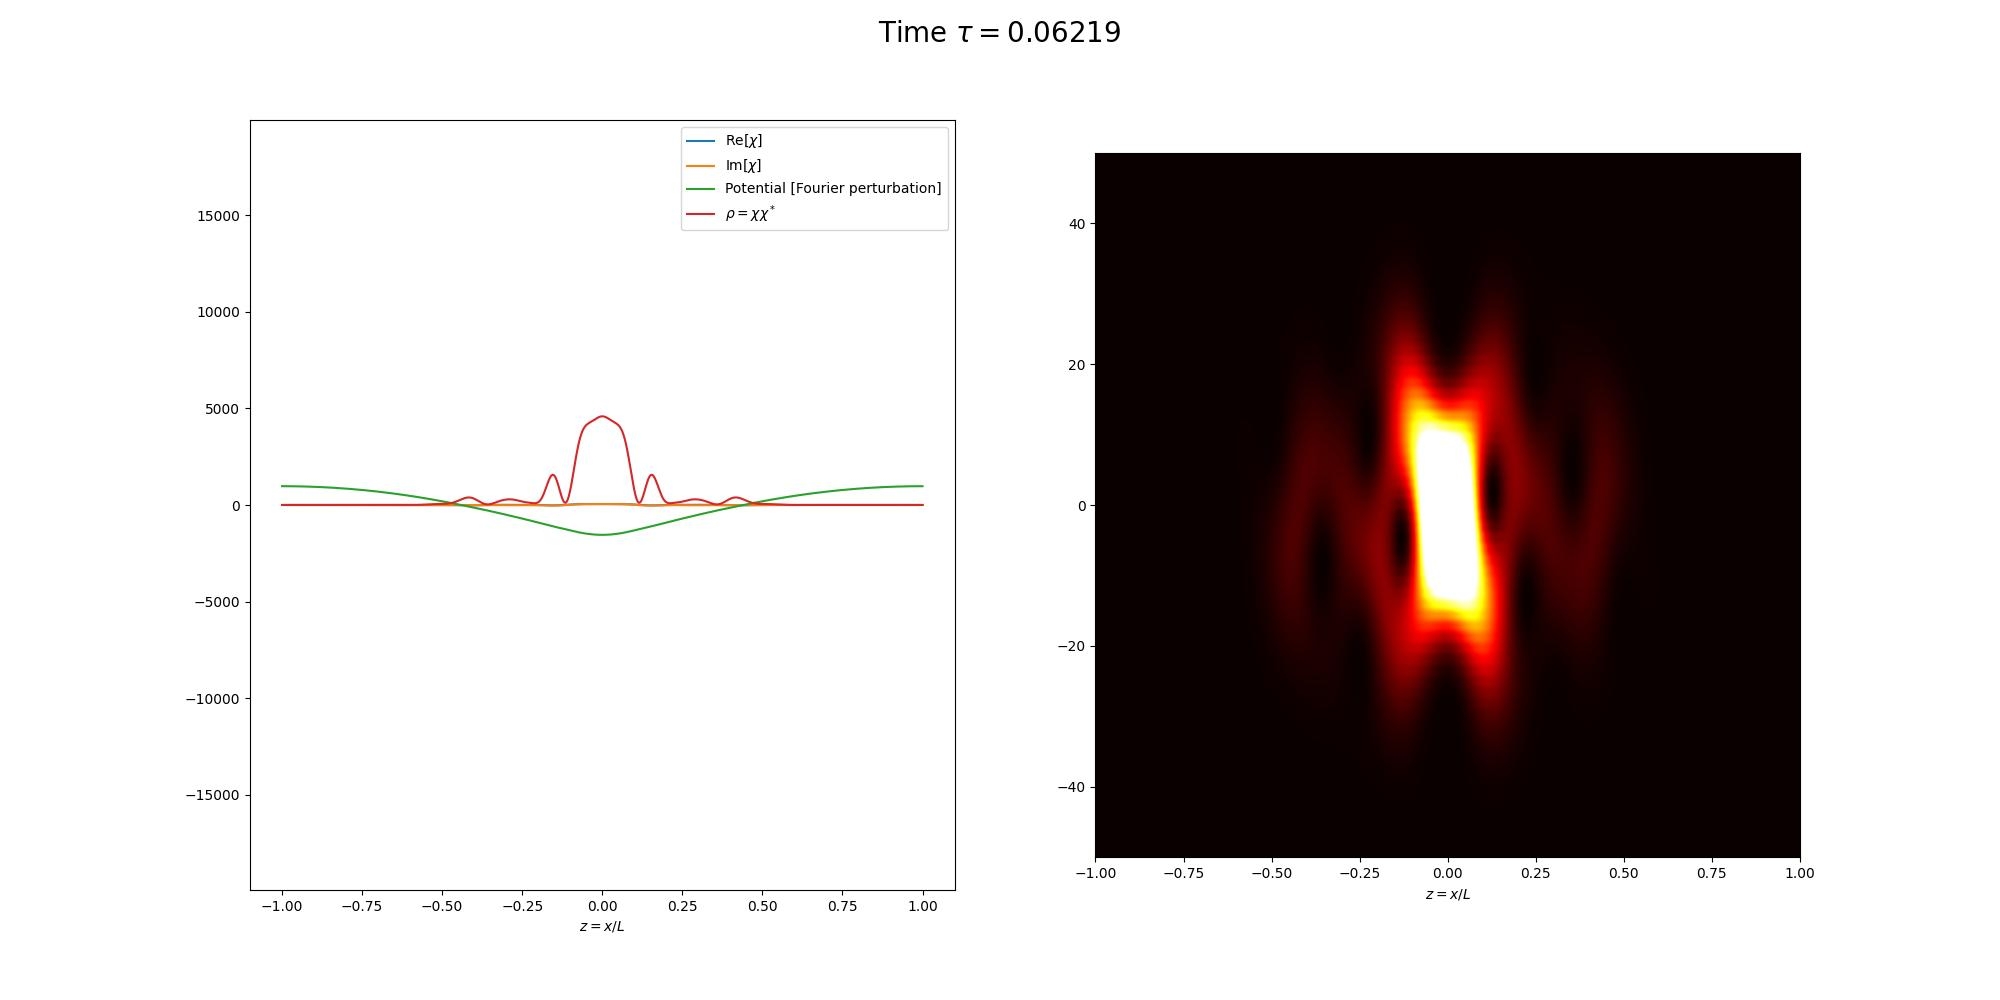 Time τ = 0.06219
Re[χ]
Im[χ]
Potential [Fourier perturbation]
ρ = χχ*
15000
10000
5000
0
−5000
−10000
−15000
−1.00 −0.75 −0.50 −0.25 0.00 0.25 0.50 0.75 1.00
z = x/L
40
20
0
−20
−40
−1.00 −0.75 −0.50 −0.25 0.00 0.25 0.50 0.75 1.00
z = x/L